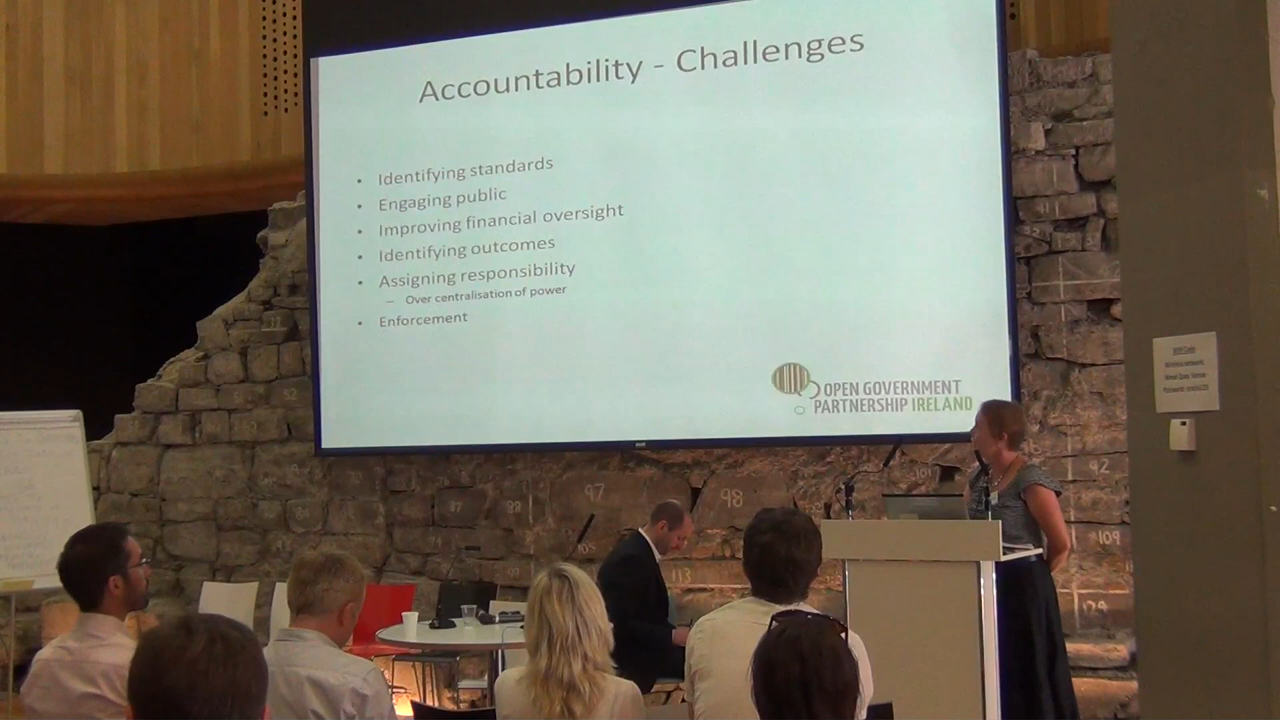 Accountability - Challenges
• Identifying standards
• Engaging public
• Improving financial oversight
• Identifying outcomes
• Assigning responsibility
– Over centralisation of power
• Enforcement
OPEN GOVERNMENT
PARTNERSHIP IRELAND
97
98
92
109
113